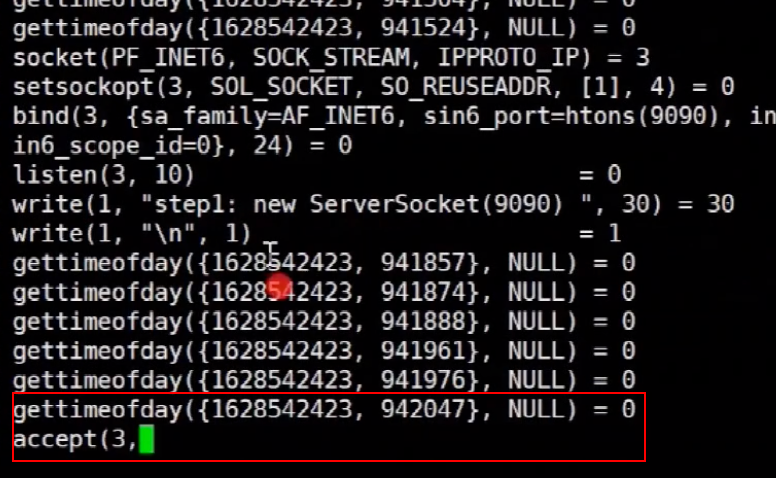 gettimeofday({1628542423, 941504}, NULL) = 0
gettimeofday({1628542423, 941524}, NULL) = 0
socket(PF_INET6, SOCK_STREAM, IPPROTO_IP) = 3
setsockopt(3, SOL_SOCKET, SO_REUSEADDR, [1], 4) = 0
bind(3, {sa_family=AF_INET6, sin6_port=htons(9090), in
in6_scope_id=0}, 24) = 0
listen(3, 10) = 0
write(1, "step1: new ServerSocket(9090) ", 30) = 30
write(1, "\n", 1) = 1
gettimeofday({1628542423, 941857}, NULL) = 0
gettimeofday({1628542423, 941874}, NULL) = 0
gettimeofday({1628542423, 941888}, NULL) = 0
gettimeofday({1628542423, 941961}, NULL) = 0
gettimeofday({1628542423, 941976}, NULL) = 0
gettimeofday({1628542423, 942047}, NULL) = 0
accept(3,